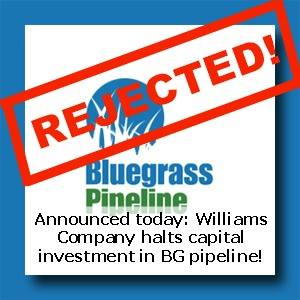 REJECTED!
Bluegrass
Pipeline
Announced today: Williams
Company halts capital
investment in BG pipeline!